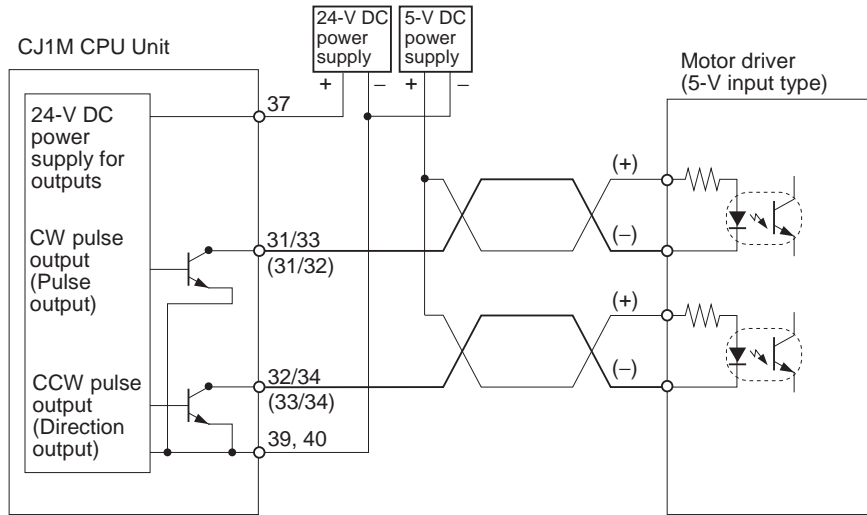 24-V DC
power
supply
5-V DC
power
supply
CJ1M CPU Unit
Motor driver
(5-V input type)
+
−
+
−
37
24-V DC
power
supply for
outputs
(+)
CW pulse
output
(Pulse
output)
31/33
(31/32)
(−)
(+)
CCW pulse
output
(Direction
output)
32/34
(33/34)
(−)
39, 40